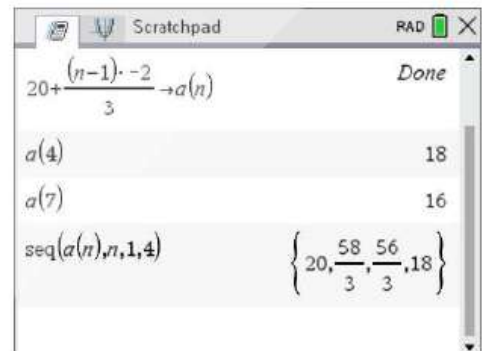 Scratchpad RAD
20+(n−1)·-2/3→a(n) Done
a(4) 18
a(7) 16
seq(a(n),n,1,4) {20,58/3,56/3,18}